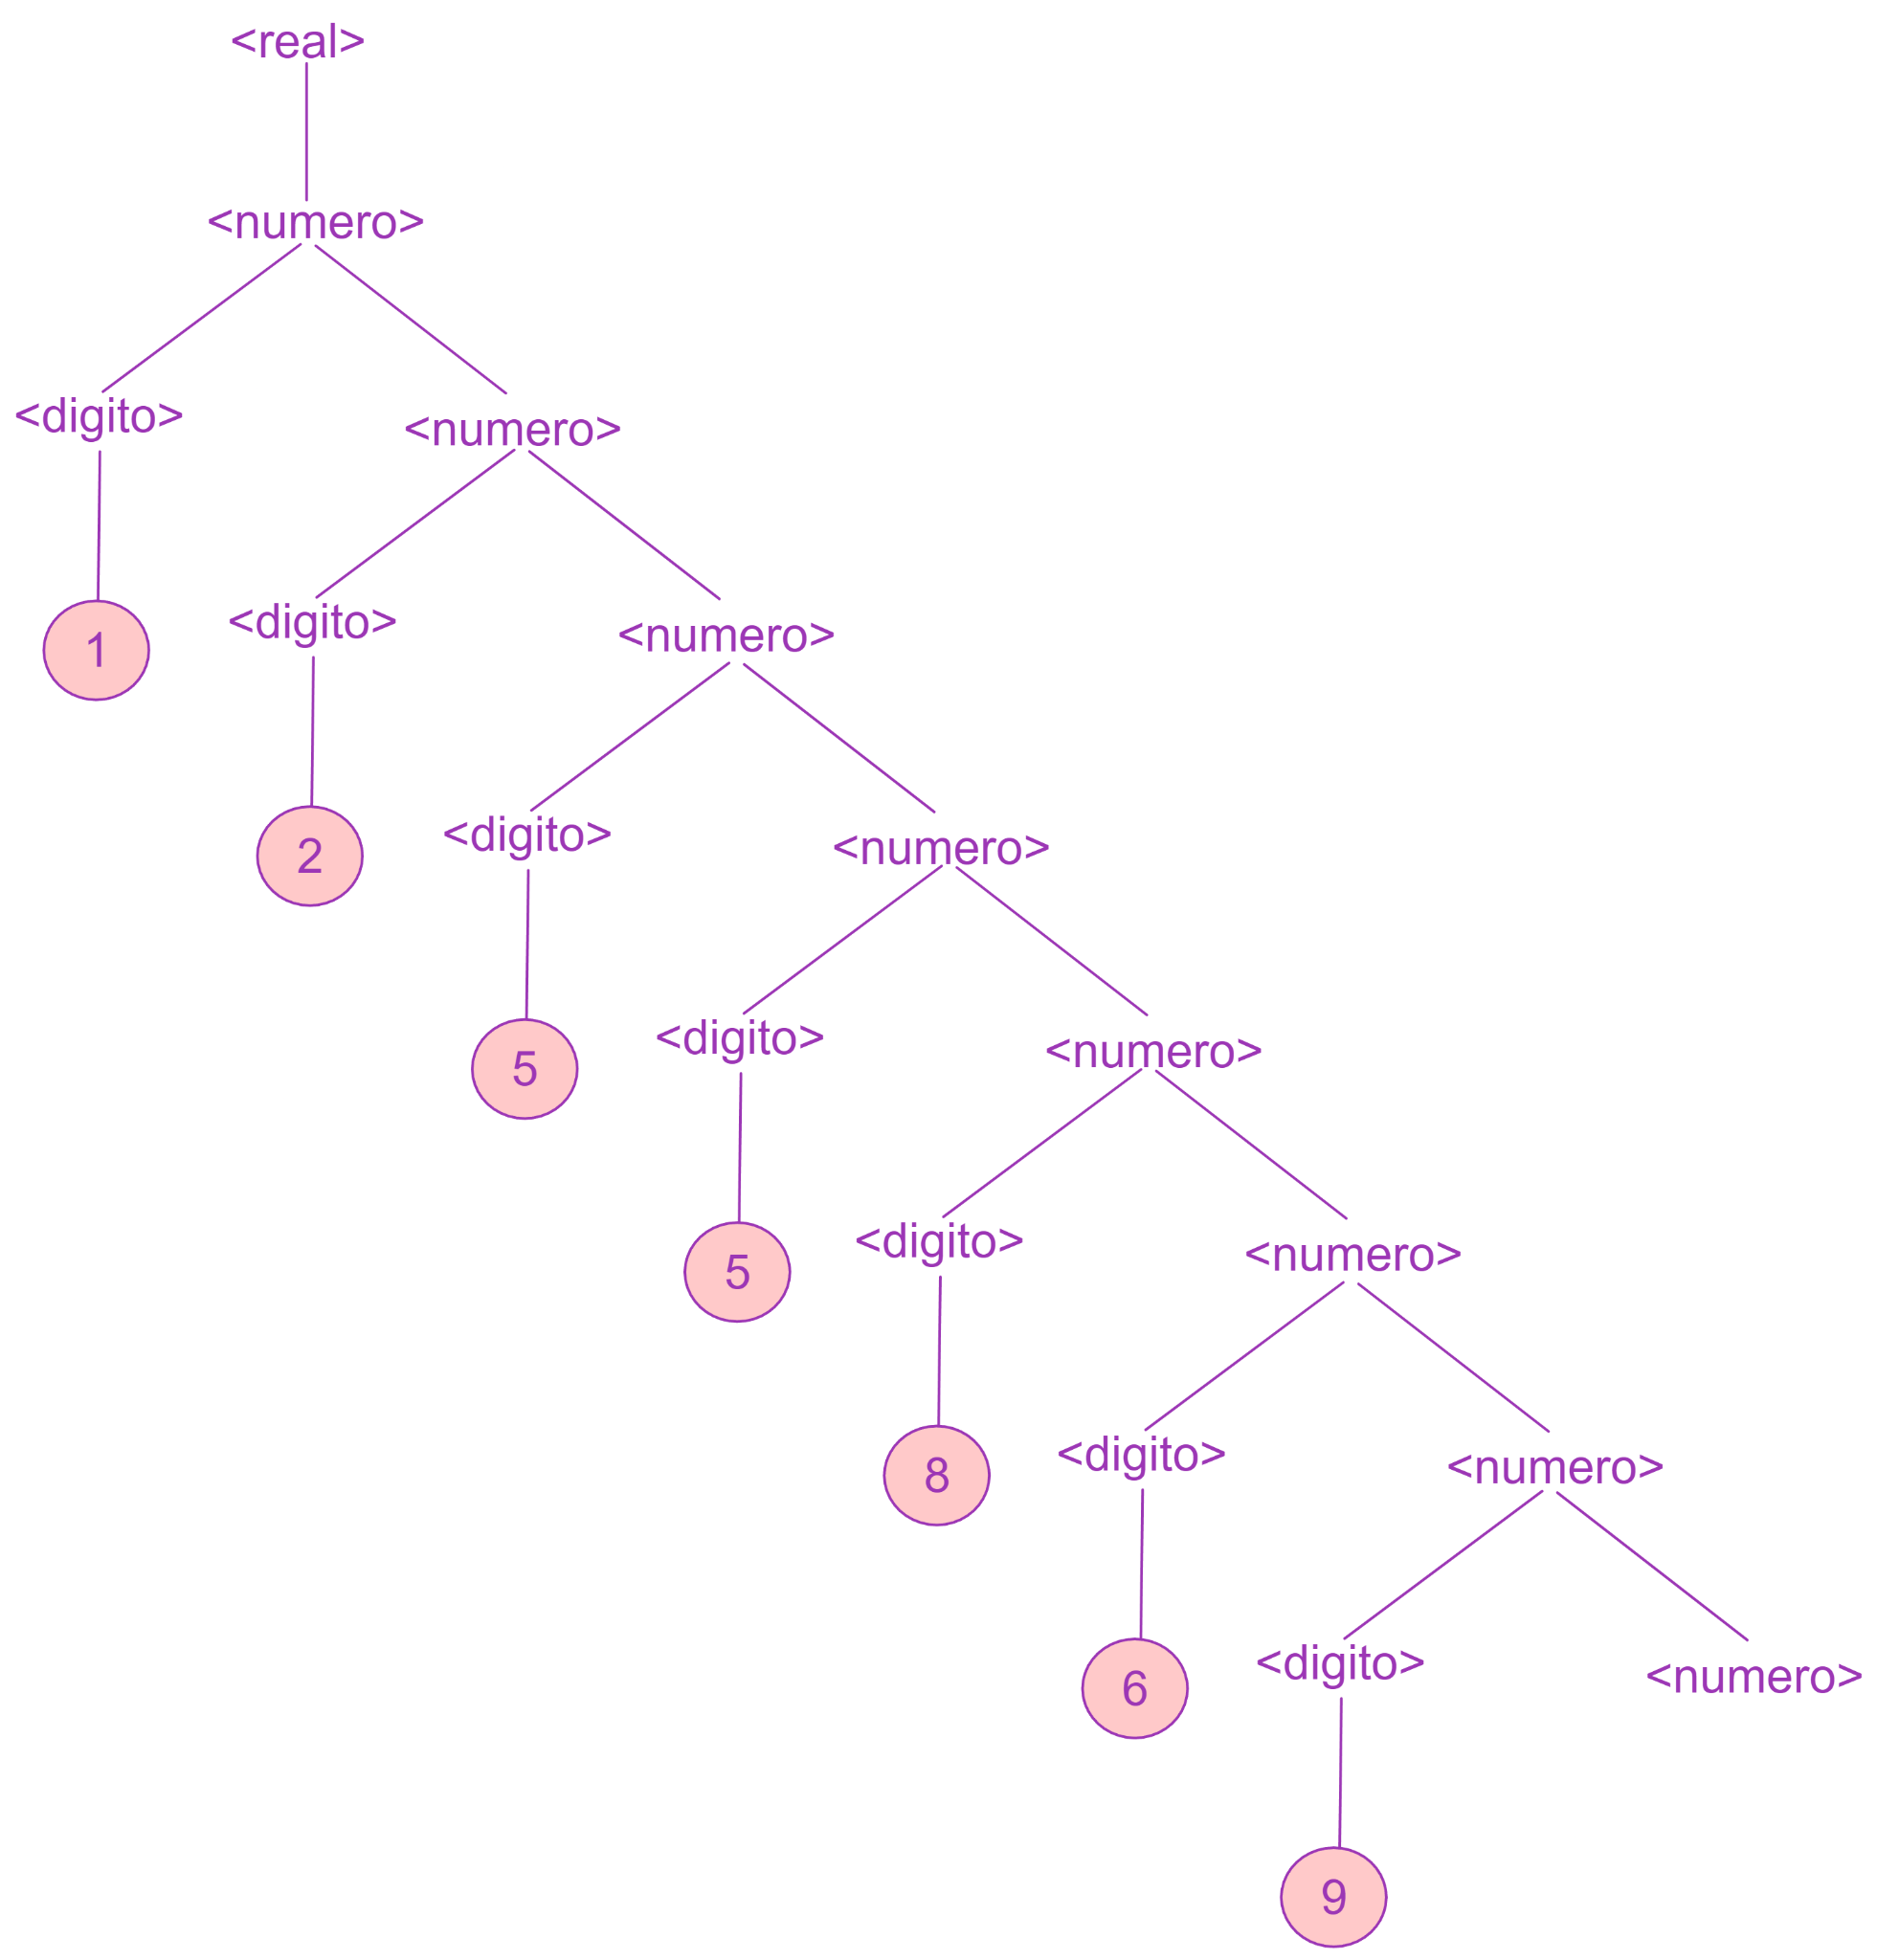 <real>
<numero>
<digito>
<numero>
1
<digito>
<numero>
2
<digito>
<numero>
5
<digito>
<numero>
5
<digito>
<numero>
8
<digito>
<numero>
6
<digito>
<numero>
9